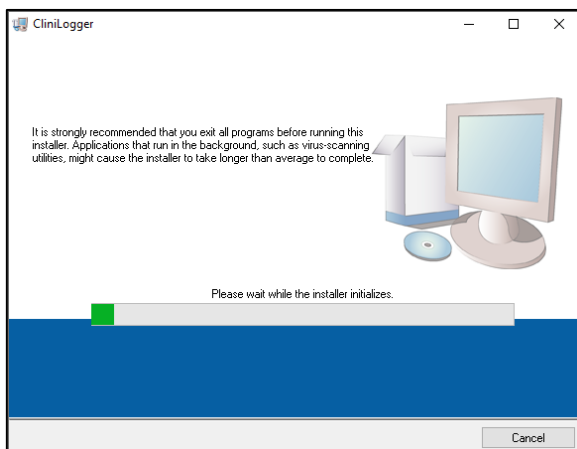 CliniLogger
It is strongly recommended that you exit all programs before running this
installer. Applications that run in the background, such as virus-scanning
utilities, might cause the installer to take longer than average to complete.
Please wait while the installer initializes.
Cancel